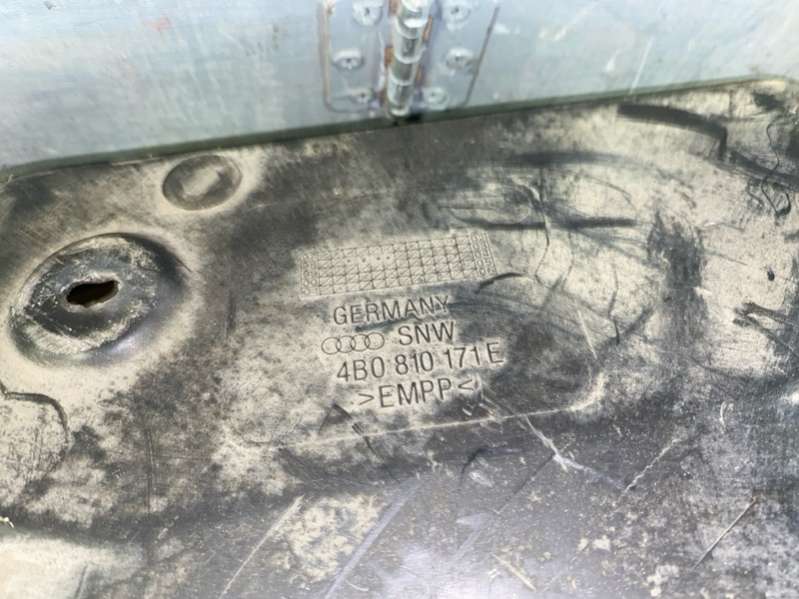 GERMANY
SNW
4B0 810 171 E
>EMPP<